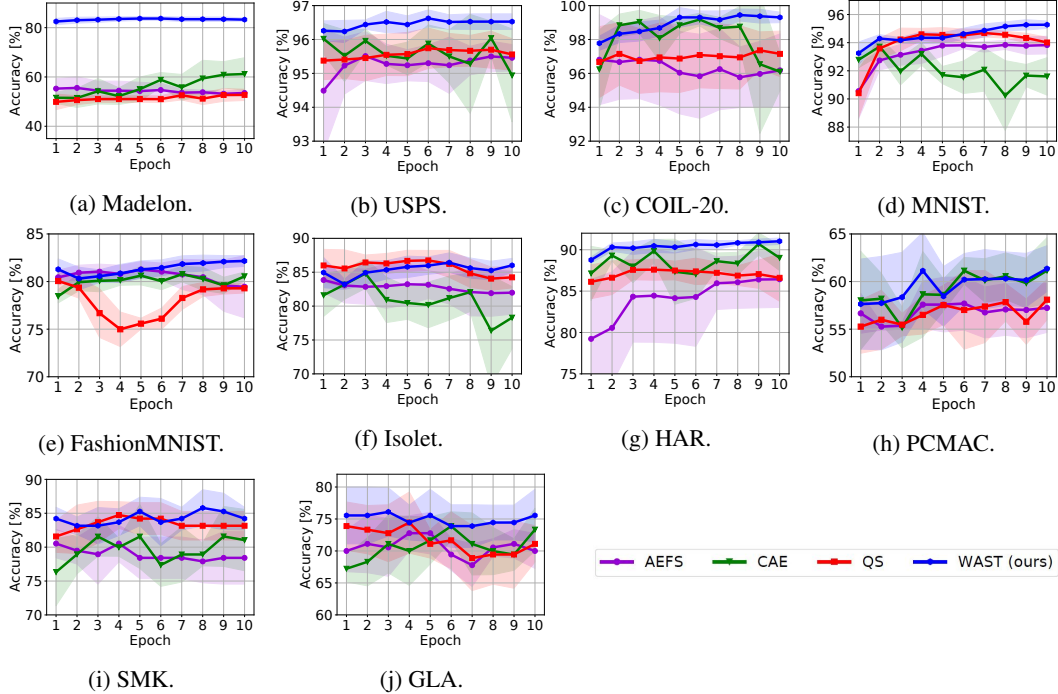 Accuracy [%]
80
60
40
1 2 3 4 5 6 7 8 9 10
Epoch
(a) Madelon.
Accuracy [%]
96
95
94
93
92
1 2 3 4 5 6 7 8 9 10
Epoch
(b) USPS.
Accuracy [%]
100
98
96
94
92
1 2 3 4 5 6 7 8 9 10
Epoch
(c) COIL-20.
Accuracy [%]
96
94
92
90
88
1 2 3 4 5 6 7 8 9 10
Epoch
(d) MNIST.
Accuracy [%]
85
80
75
70
1 2 3 4 5 6 7 8 9 10
Epoch
(e) FashionMNIST.
Accuracy [%]
90
85
80
75
70
1 2 3 4 5 6 7 8 9 10
Epoch
(f) Isolet.
Accuracy [%]
90
85
80
75
1 2 3 4 5 6 7 8 9 10
Epoch
(g) HAR.
Accuracy [%]
65
60
55
50
1 2 3 4 5 6 7 8 9 10
Epoch
(h) PCMAC.
Accuracy [%]
90
85
80
75
70
1 2 3 4 5 6 7 8 9 10
Epoch
(i) SMK.
Accuracy [%]
80
75
70
65
60
1 2 3 4 5 6 7 8 9 10
Epoch
(j) GLA.
AEFS CAE QS WAST (ours)